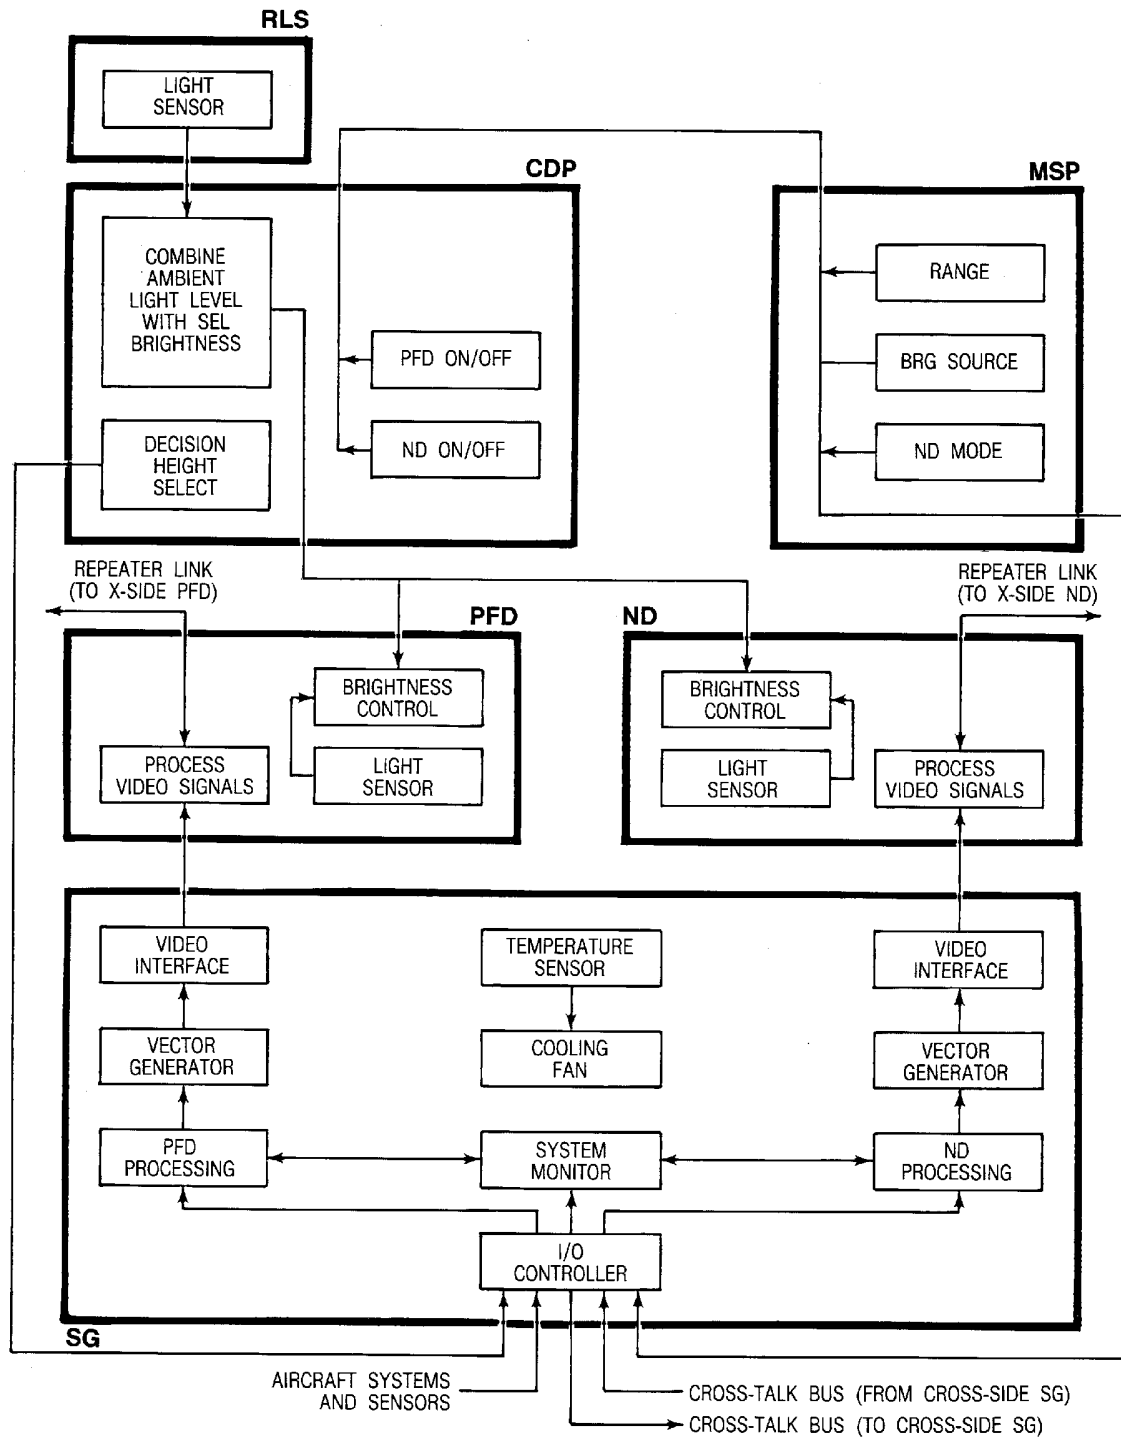 RLS
LIGHT
SENSOR
CDP
MSP
COMBINE
AMBIENT
LIGHT LEVEL
WITH SEL
BRIGHTNESS
PFD ON/OFF
ND ON/OFF
DECISION
HEIGHT
SELECT
RANGE
BRG SOURCE
ND MODE
REPEATER LINK
(TO X-SIDE PFD)
REPEATER LINK
(TO X-SIDE ND)
PFD
ND
BRIGHTNESS
CONTROL
PROCESS
VIDEO SIGNALS
LIGHT
SENSOR
BRIGHTNESS
CONTROL
LIGHT
SENSOR
PROCESS
VIDEO SIGNALS
VIDEO
INTERFACE
TEMPERATURE
SENSOR
VIDEO
INTERFACE
VECTOR
GENERATOR
COOLING
FAN
VECTOR
GENERATOR
PFD
PROCESSING
SYSTEM
MONITOR
ND
PROCESSING
I/O
CONTROLLER
SG
AIRCRAFT SYSTEMS
AND SENSORS
CROSS-TALK BUS (FROM CROSS-SIDE SG)
CROSS-TALK BUS (TO CROSS-SIDE SG)